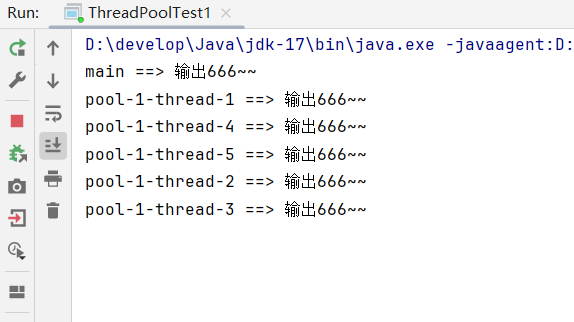 Run: ThreadPoolTest1
D:\develop\Java\jdk-17\bin\java.exe -javaagent:D:
main ==> 输出666~~
pool-1-thread-1 ==> 输出666~~
pool-1-thread-4 ==> 输出666~~
pool-1-thread-5 ==> 输出666~~
pool-1-thread-2 ==> 输出666~~
pool-1-thread-3 ==> 输出666~~